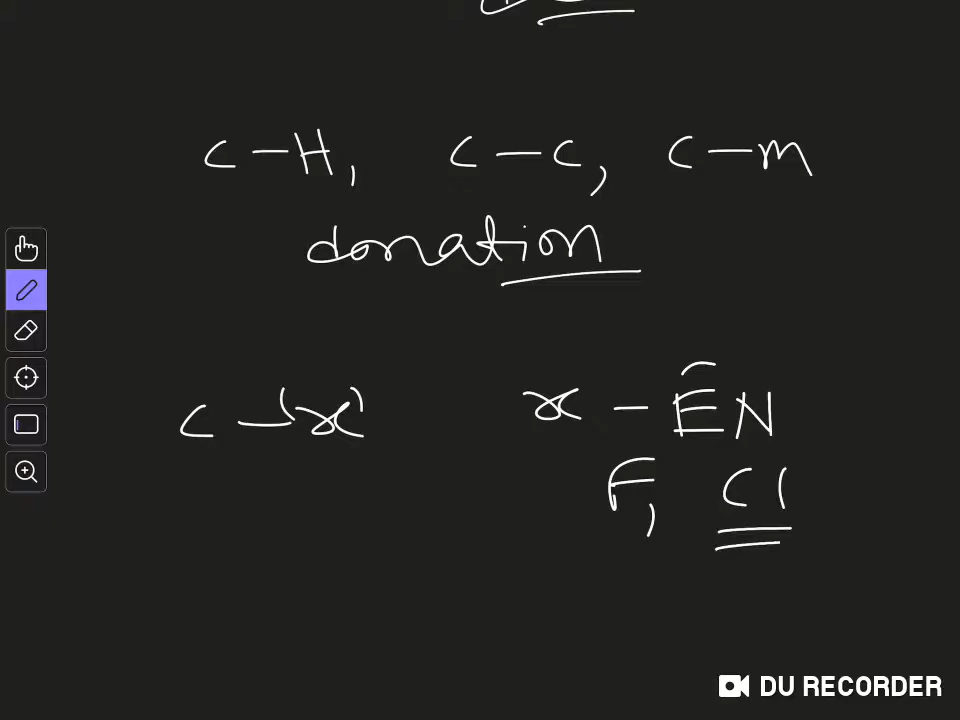 C-H, C-C, C-M
donation
C-X X-EN
F, Cl
DU RECORDER